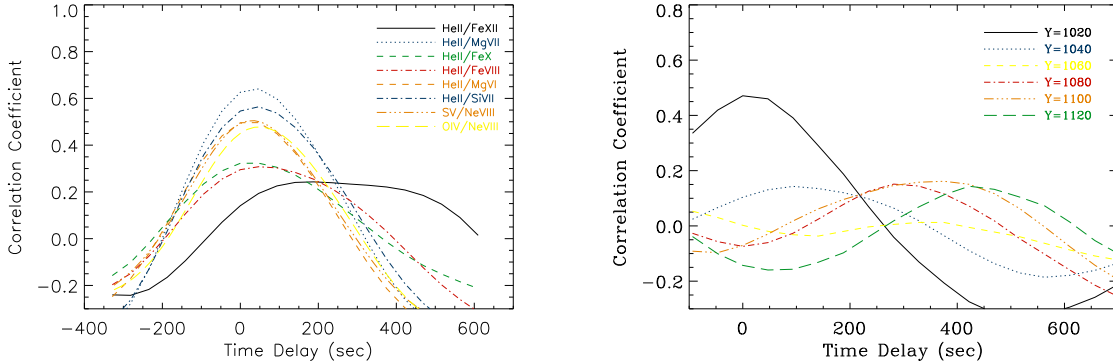 1.0
0.8
0.6
0.4
0.2
0.0
-0.2
-400
-200
0
200
400
600
Time Delay (sec)
Correlation Coefficient
HeII/FeXII
HeII/MgVII
HeII/FeX
HeII/FeVIII
HeII/MgVI
HeII/SiVII
SV/NeVIII
OIV/NeVIII
0.8
0.6
0.4
0.2
0.0
-0.2
0
200
400
600
Time Delay (sec)
Correlation Coefficient
Y=1020
Y=1040
Y=1060
Y=1080
Y=1100
Y=1120